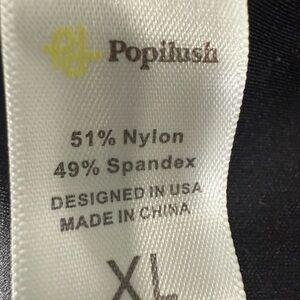 Popilush
51% Nylon
49% Spandex
DESIGNED IN USA
MADE IN CHINA
XL